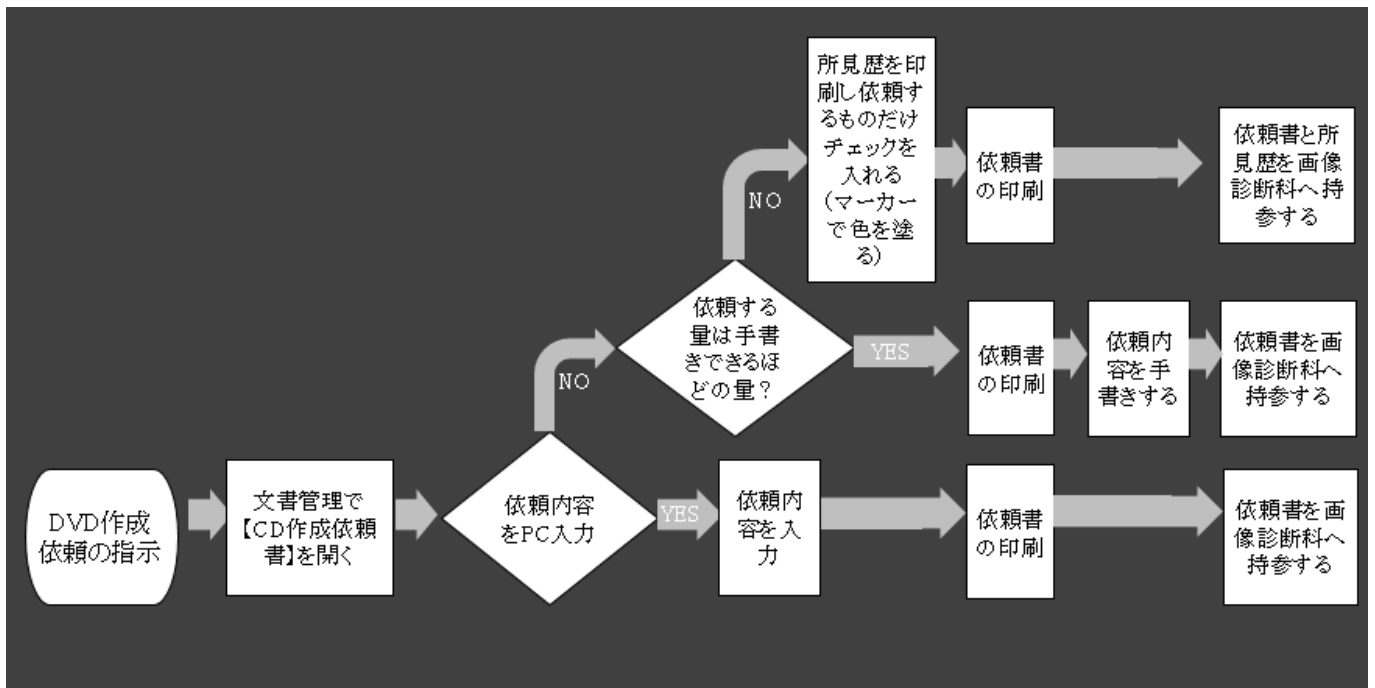 DVD作成
依頼の指示
文書管理で
【CD作成依頼
書】を開く
依頼内容
をPC入力
YES
依頼内
容を入
力
依頼書
の印刷
依頼書を画
像診断科へ
持参する
NO
依頼する
量は手書
きできるほ
どの量？
YES
依頼書
の印刷
依頼内
容を手
書きする
依頼書を画
像診断科へ
持参する
NO
所見歴を印
刷し依頼す
るものだけ
チェックを
入れる
（マーカー
で色を塗
る）
依頼書
の印刷
依頼書と所
見歴を画像
診断科へ持
参する